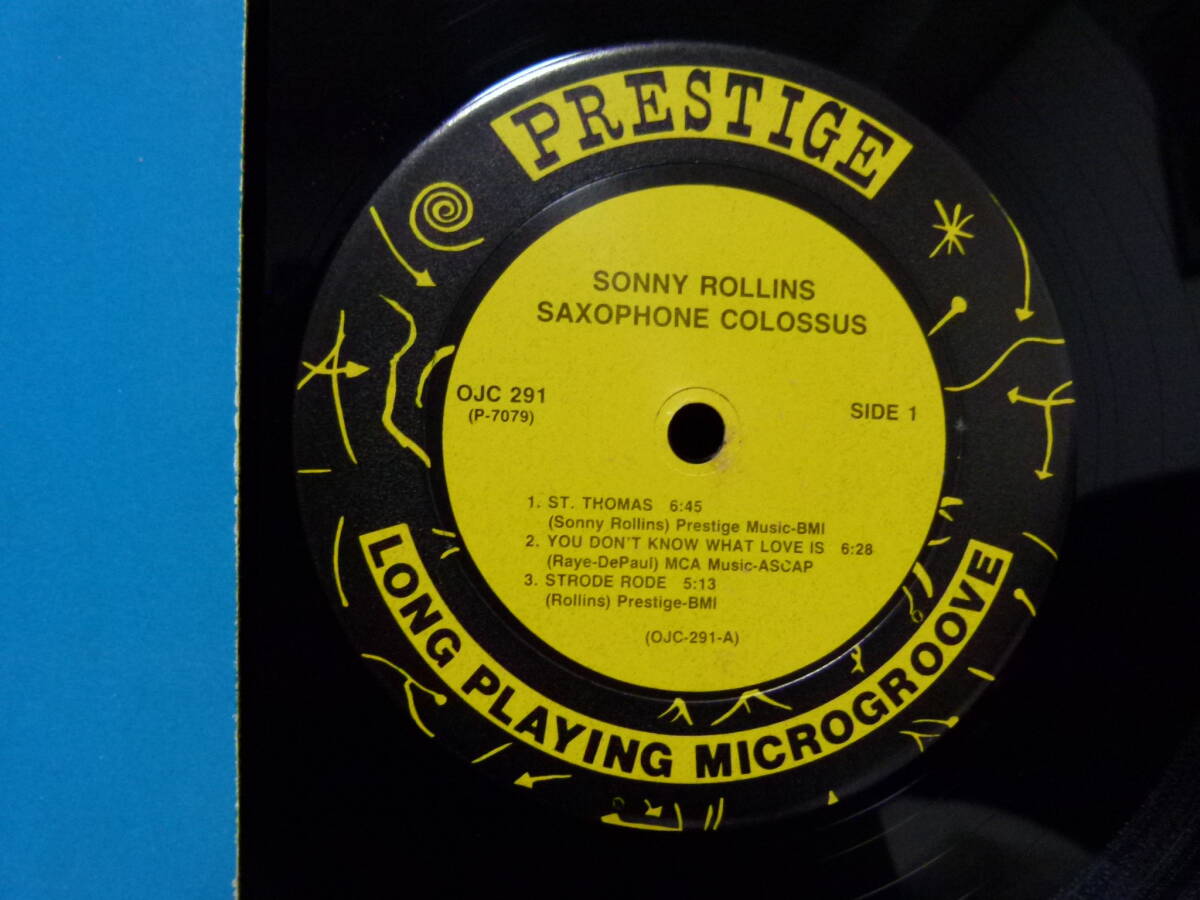 PRESTIGE
SONNY ROLLINS
SAXOPHONE COLOSSUS
OJC 291
(P-7079)
SIDE 1
1. ST. THOMAS 6:45
(Sonny Rollins) Prestige Music-BMI
2. YOU DON'T KNOW WHAT LOVE IS 6:28
(Raye-DePaul) MCA Music-ASCAP
3. STRODE RODE 5:13
(Rollins) Prestige-BMI
(OJC-291-A)
LONG PLAYING MICROGROOVE